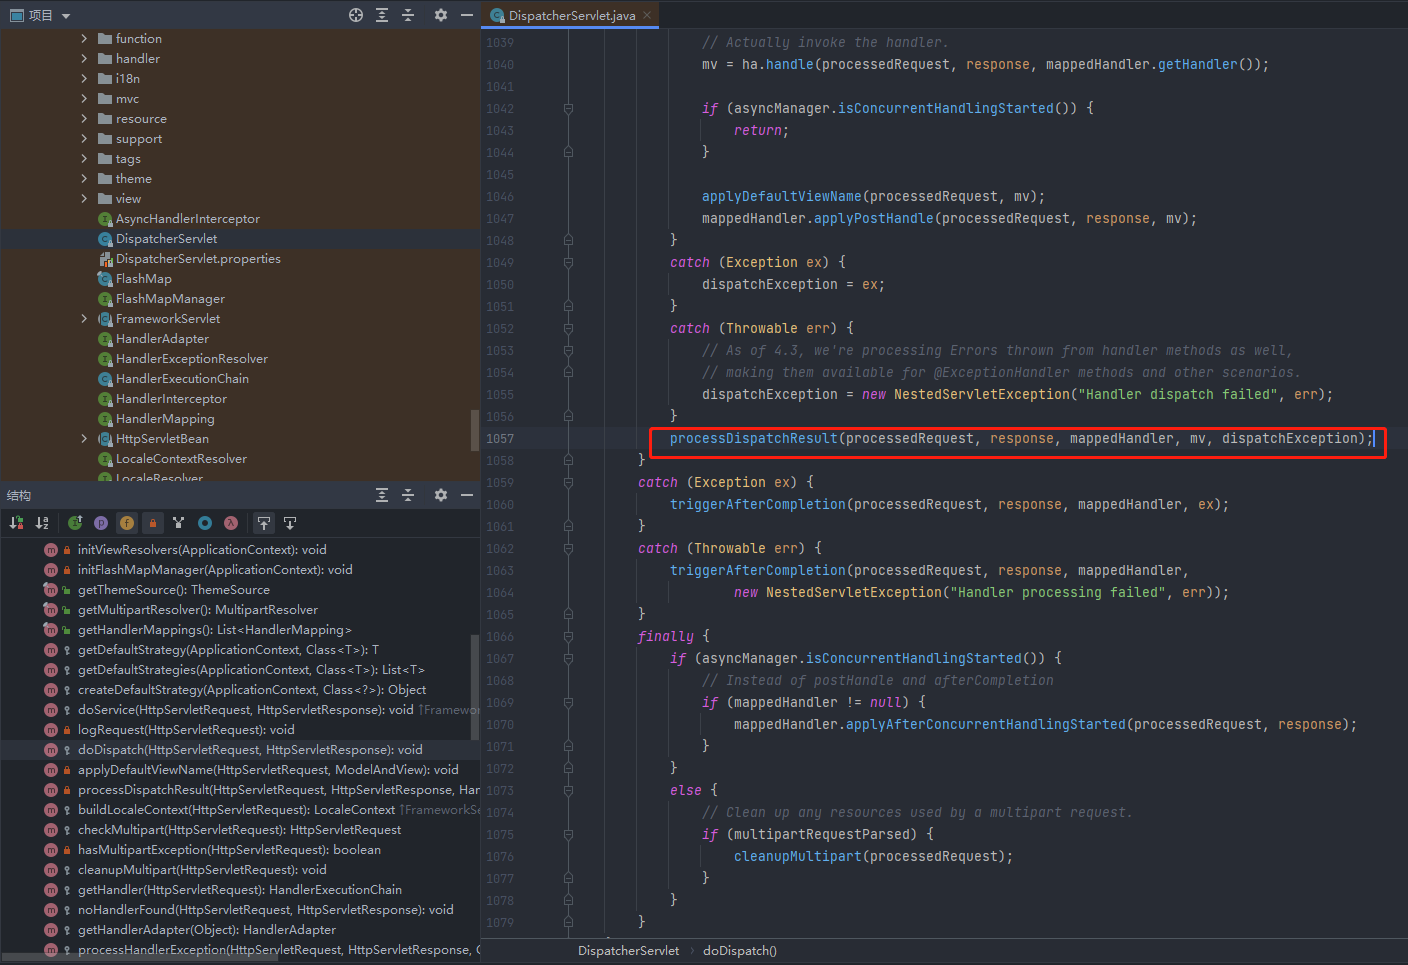 项目
function
handler
i18n
mvc
resource
support
tags
theme
view
AsyncHandlerInterceptor
DispatcherServlet
DispatcherServlet.properties
FlashMap
FlashMapManager
FrameworkServlet
HandlerAdapter
HandlerExceptionResolver
HandlerExecutionChain
HandlerInterceptor
HandlerMapping
HttpServletBean
LocaleContextResolver
LocaleResolver
结构
initViewResolvers(ApplicationContext): void
initFlashMapManager(ApplicationContext): void
getThemeSource(): ThemeSource
getMultipartResolver(): MultipartResolver
getHandlerMappings(): List<HandlerMapping>
getDefaultStrategy(ApplicationContext, Class<T>): T
getDefaultStrategies(ApplicationContext, Class<T>): List<T>
createDefaultStrategy(ApplicationContext, Class<?>): Object
doService(HttpServletRequest, HttpServletResponse): void ↑Framewor
logRequest(HttpServletRequest): void
doDispatch(HttpServletRequest, HttpServletResponse): void
applyDefaultViewName(HttpServletRequest, ModelAndView): void
processDispatchResult(HttpServletRequest, HttpServletResponse, Han
buildLocaleContext(HttpServletRequest): LocaleContext ↑FrameworkSe
checkMultipart(HttpServletRequest): HttpServletRequest
hasMultipartException(HttpServletRequest): boolean
cleanupMultipart(HttpServletRequest): void
getHandler(HttpServletRequest): HandlerExecutionChain
noHandlerFound(HttpServletRequest, HttpServletResponse): void
getHandlerAdapter(Object): HandlerAdapter
processHandlerException(HttpServletRequest, HttpServletResponse,
DispatcherServlet.java
1039 // Actually invoke the handler.
1040 mv = ha.handle(processedRequest, response, mappedHandler.getHandler());
1041
1042 if (asyncManager.isConcurrentHandlingStarted()) {
1043 return;
1044 }
1045
1046 applyDefaultViewName(processedRequest, mv);
1047 mappedHandler.applyPostHandle(processedRequest, response, mv);
1048 }
1049 catch (Exception ex) {
1050 dispatchException = ex;
1051 }
1052 catch (Throwable err) {
1053 // As of 4.3, we're processing Errors thrown from handler methods as well,
1054 // making them available for @ExceptionHandler methods and other scenarios.
1055 dispatchException = new NestedServletException("Handler dispatch failed", err);
1056 }
1057 processDispatchResult(processedRequest, response, mappedHandler, mv, dispatchException);
1058 }
1059 catch (Exception ex) {
1060 triggerAfterCompletion(processedRequest, response, mappedHandler, ex);
1061 }
1062 catch (Throwable err) {
1063 triggerAfterCompletion(processedRequest, response, mappedHandler,
1064 new NestedServletException("Handler processing failed", err));
1065 }
1066 finally {
1067 if (asyncManager.isConcurrentHandlingStarted()) {
1068 // Instead of postHandle and afterCompletion
1069 if (mappedHandler != null) {
1070 mappedHandler.applyAfterConcurrentHandlingStarted(processedRequest, response);
1071 }
1072 }
1073 else {
1074 // Clean up any resources used by a multipart request.
1075 if (multipartRequestParsed) {
1076 cleanupMultipart(processedRequest);
1077 }
1078 }
1079 }
DispatcherServlet › doDispatch()